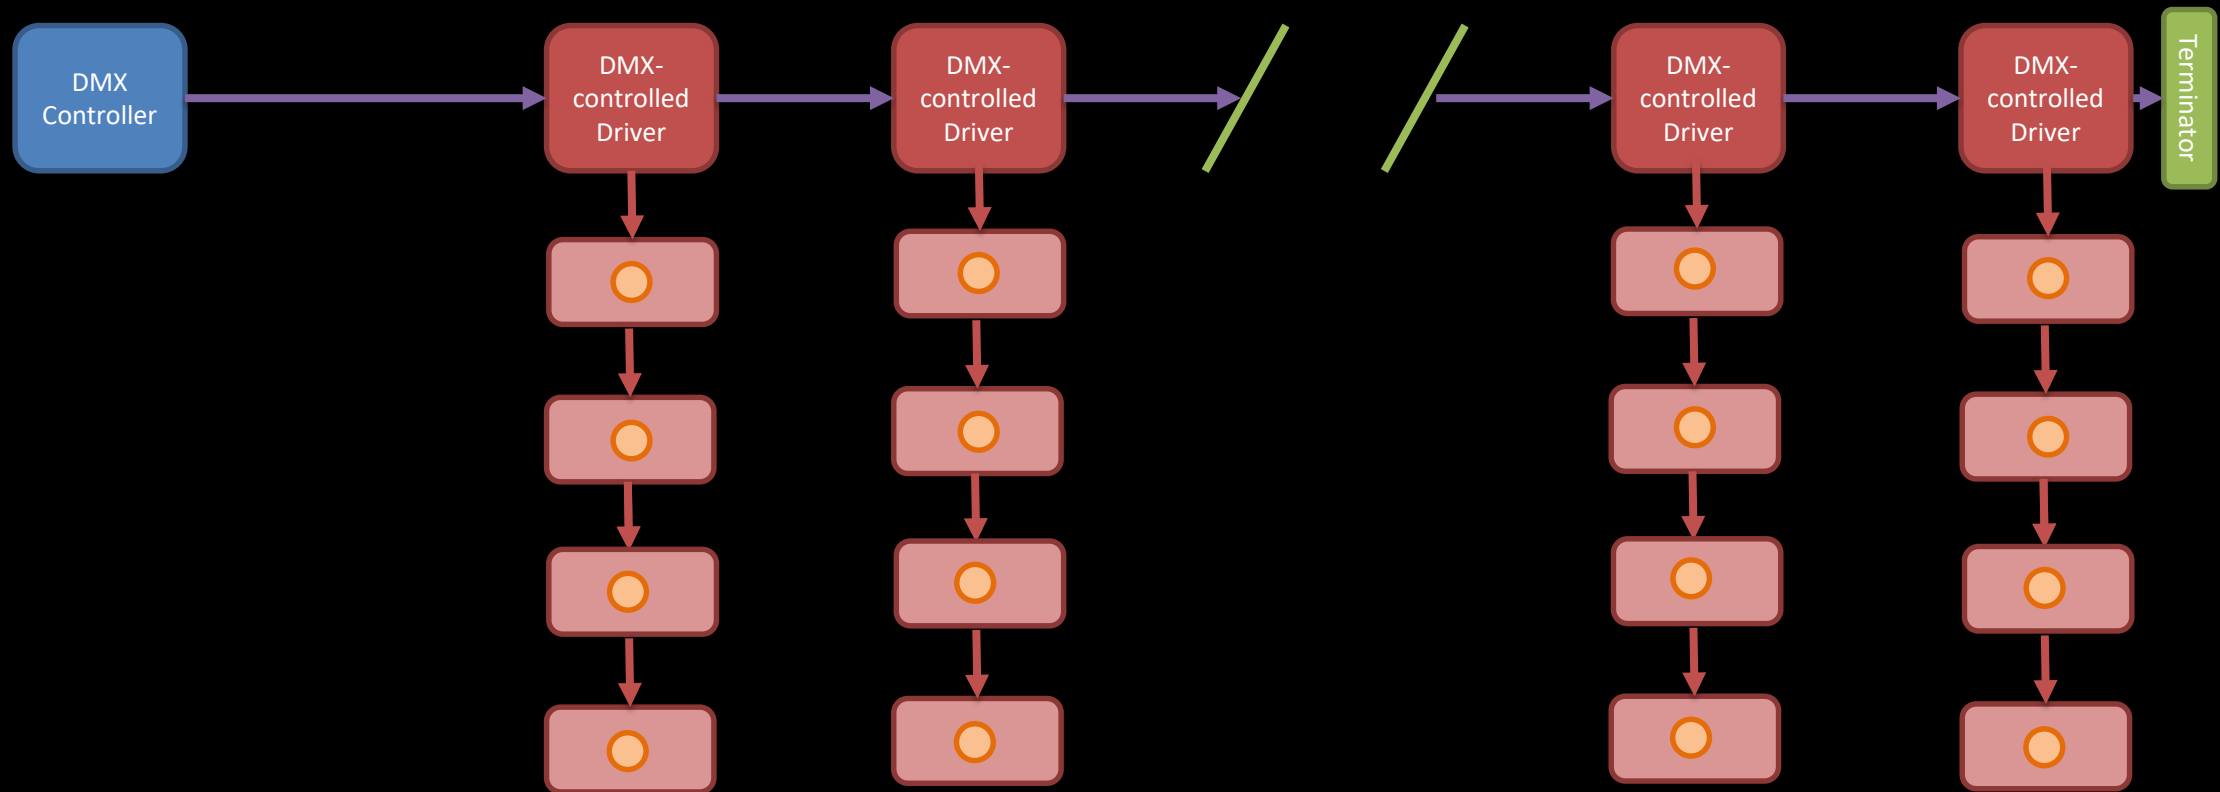 DMX
Controller
DMX-
controlled
Driver
DMX-
controlled
Driver
DMX-
controlled
Driver
DMX-
controlled
Driver
Terminator